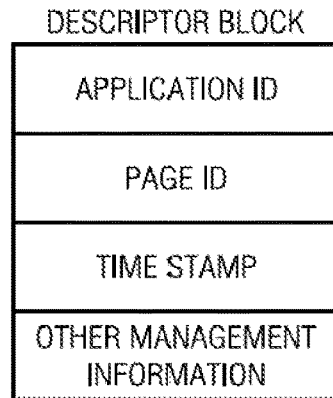 DESCRIPTOR BLOCK
APPLICATION ID
PAGE ID
TIME STAMP
OTHER MANAGEMENT
INFORMATION